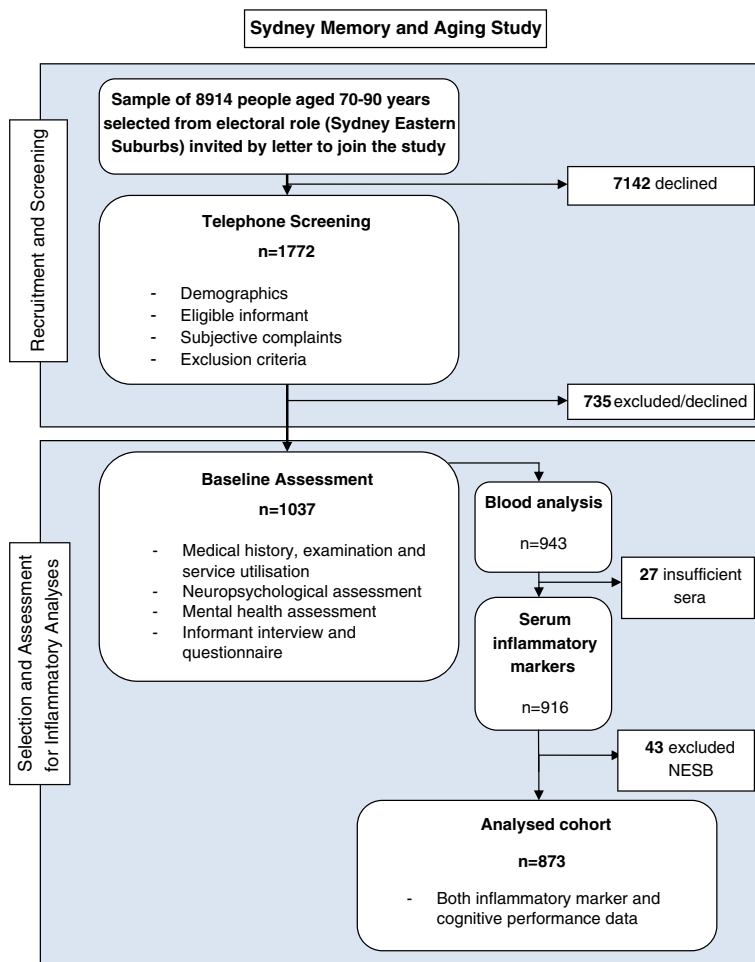 Sydney Memory and Aging Study
Recruitment and Screening
Sample of 8914 people aged 70-90 years
selected from electoral role (Sydney Eastern
Suburbs) invited by letter to join the study
7142 declined
Telephone Screening
n=1772
- Demographics
- Eligible informant
- Subjective complaints
- Exclusion criteria
735 excluded/declined
Selection and Assessment
for Inflammatory Analyses
Baseline Assessment
n=1037
- Medical history, examination and
service utilisation
- Neuropsychological assessment
- Mental health assessment
- Informant interview and
questionnaire
Blood analysis
n=943
27 insufficient
sera
Serum
inflammatory
markers
n=916
43 excluded
NESB
Analysed cohort
n=873
- Both inflammatory marker and
cognitive performance data